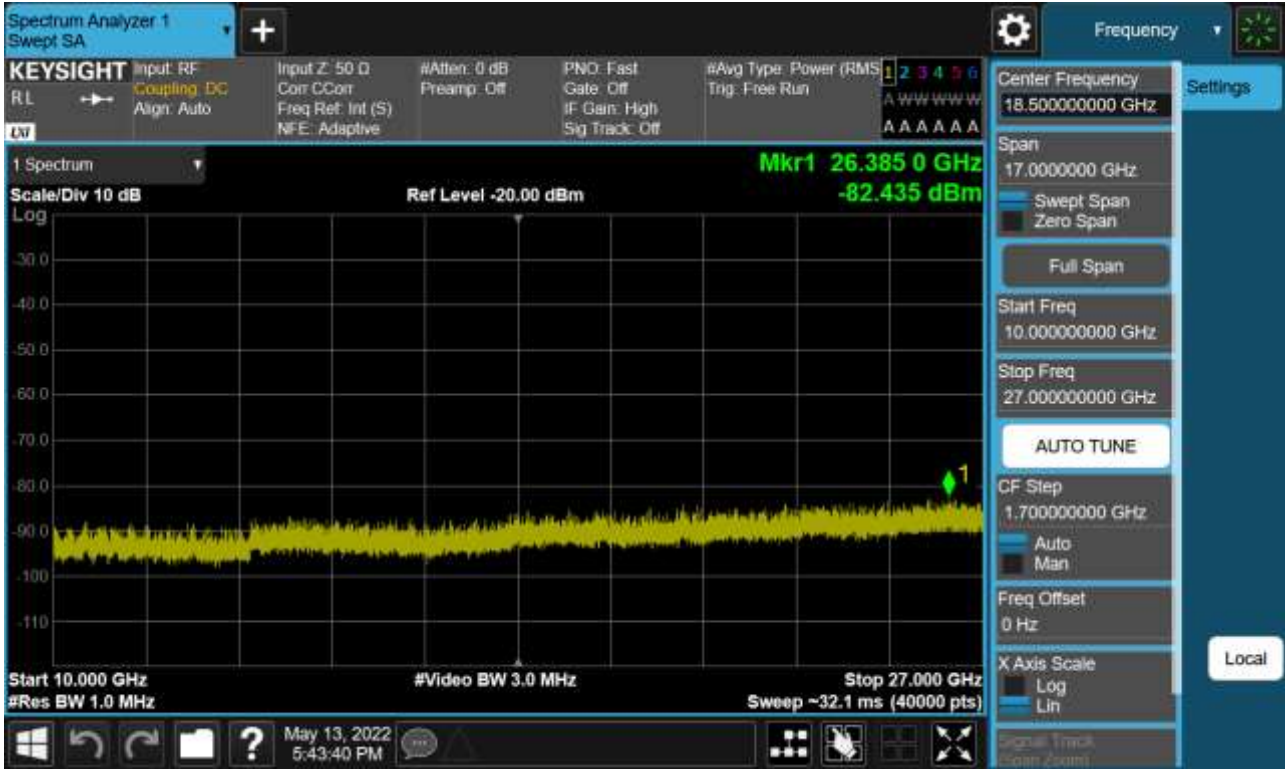 Spectrum Analyzer 1
Swept SA
+
Frequency
KEYSIGHT
RL
LXI
Input: RF
Coupling: DC
Align: Auto
Input Z: 50 Ω
Corr CCorr
Freq Ref: Int (S)
NFE: Adaptive
#Atten: 0 dB
Preamp: Off
PNO: Fast
Gate: Off
IF Gain: High
Sig Track: Off
#Avg Type: Power (RMS
Trig: Free Run
1 2 3 4 5 6
A W W W W W
A A A A A A
1 Spectrum
Mkr1 26.385 0 GHz
-82.435 dBm
Scale/Div 10 dB
Ref Level -20.00 dBm
Log
-30.0
-40.0
-50.0
-60.0
-70.0
-80.0
-90.0
-100
-110
1
Start 10.000 GHz
#Video BW 3.0 MHz
Stop 27.000 GHz
#Res BW 1.0 MHz
Sweep ~32.1 ms (40000 pts)
Center Frequency
18.500000000 GHz
Settings
Span
17.0000000 GHz
Swept Span
Zero Span
Full Span
Start Freq
10.000000000 GHz
Stop Freq
27.000000000 GHz
AUTO TUNE
CF Step
1.700000000 GHz
Auto
Man
Freq Offset
0 Hz
X Axis Scale
Log
Lin
Local
Signal Track
(Span Zoom)
?
May 13, 2022
5:43:40 PM